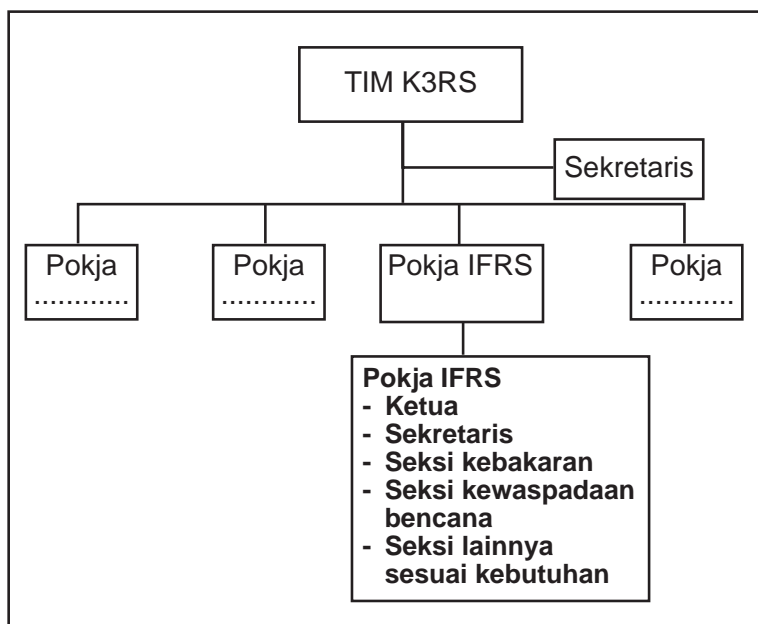 TIM K3RS
Sekretaris
Pokja
............
Pokja
............
Pokja IFRS
Pokja
............
Pokja IFRS
- Ketua
- Sekretaris
- Seksi kebakaran
- Seksi kewaspadaan
bencana
- Seksi lainnya
sesuai kebutuhan